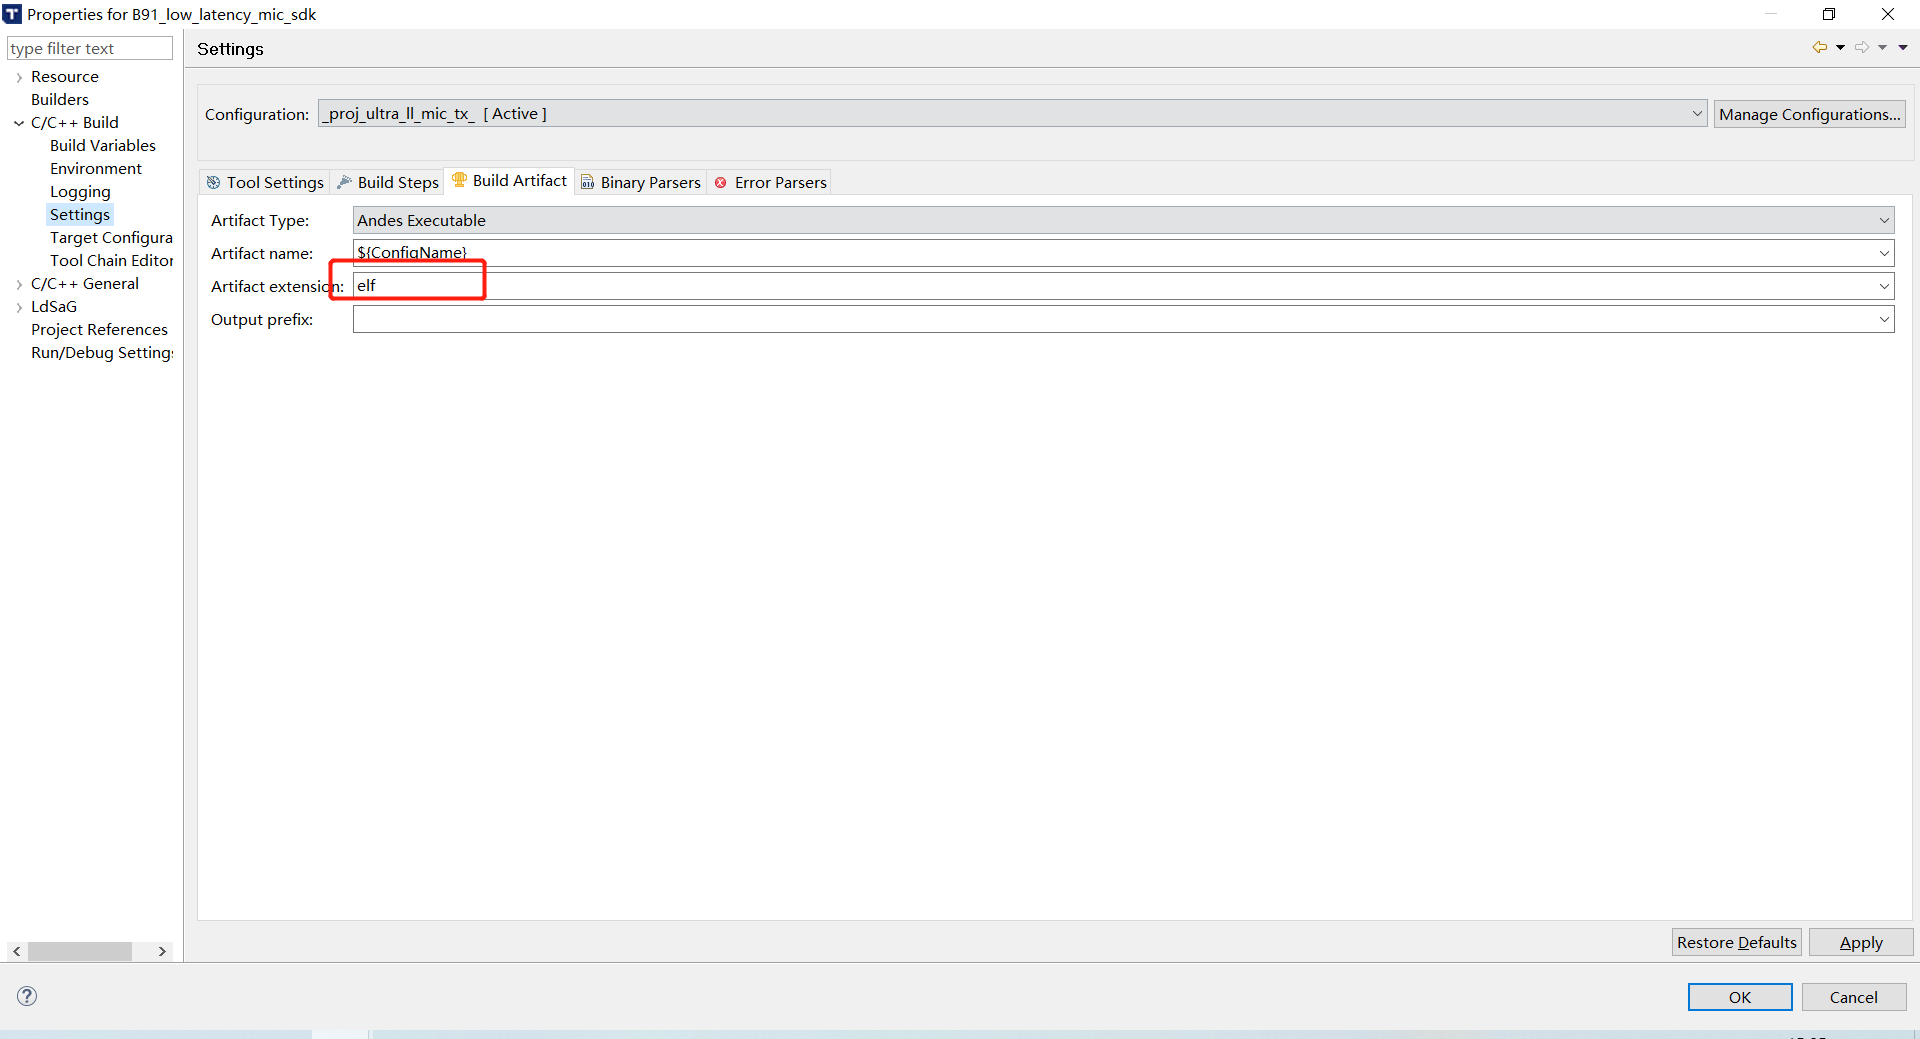 Properties for B91_low_latency_mic_sdk
type filter text
Resource
Builders
C/C++ Build
Build Variables
Environment
Logging
Settings
Target Configura
Tool Chain Editor
C/C++ General
LdSaG
Project References
Run/Debug Settings
Settings
Configuration: _proj_ultra_ll_mic_tx_ [ Active ]
Manage Configurations...
Tool Settings Build Steps Build Artifact Binary Parsers Error Parsers
Artifact Type: Andes Executable
Artifact name: ${ConfigName}
Artifact extension: elf
Output prefix:
Restore Defaults Apply
OK Cancel